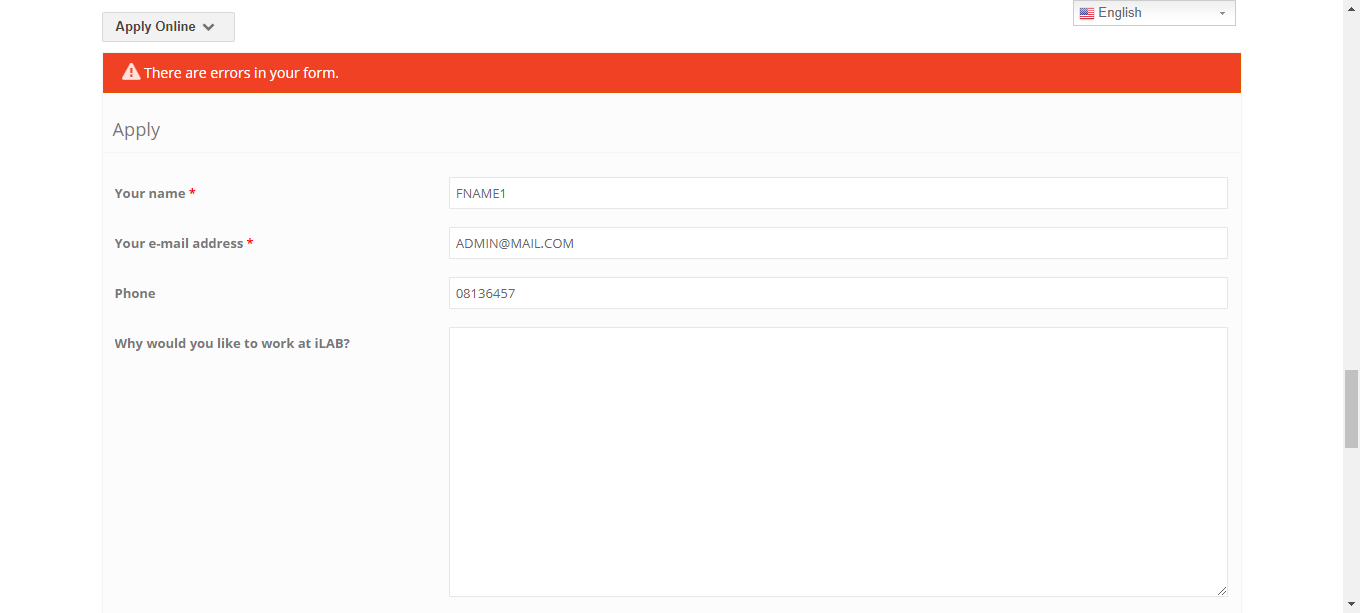 English
Apply Online
There are errors in your form.
Apply
Your name *
FNAME1
Your e-mail address *
ADMIN@MAIL.COM
Phone
08136457
Why would you like to work at iLAB?